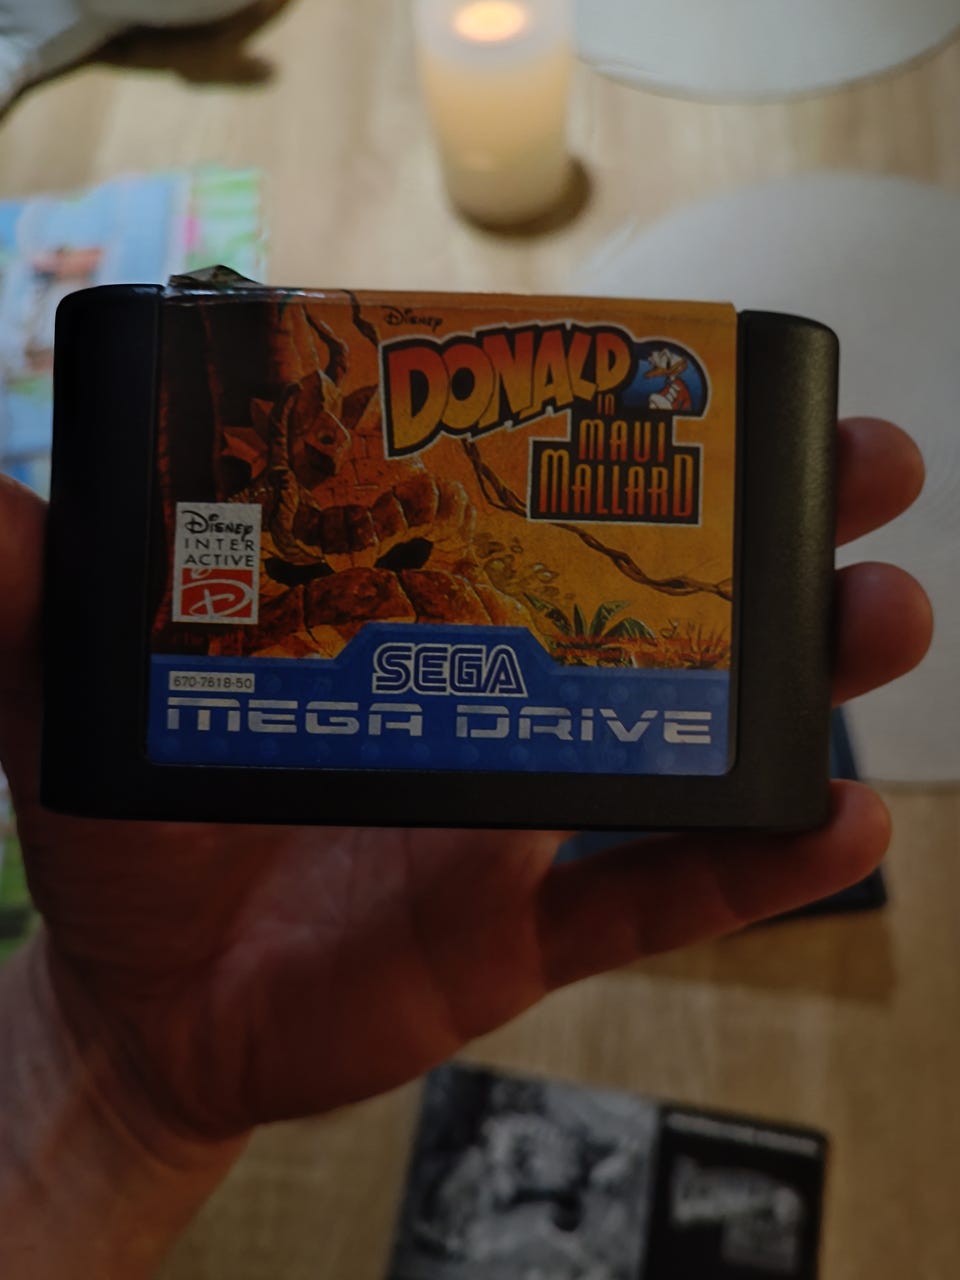 Disney
DONALD
IN
MAUI
MALLARD
Disney
INTER
ACTIVE
D
SEGA
670-7618-50
MEGA DRIVE